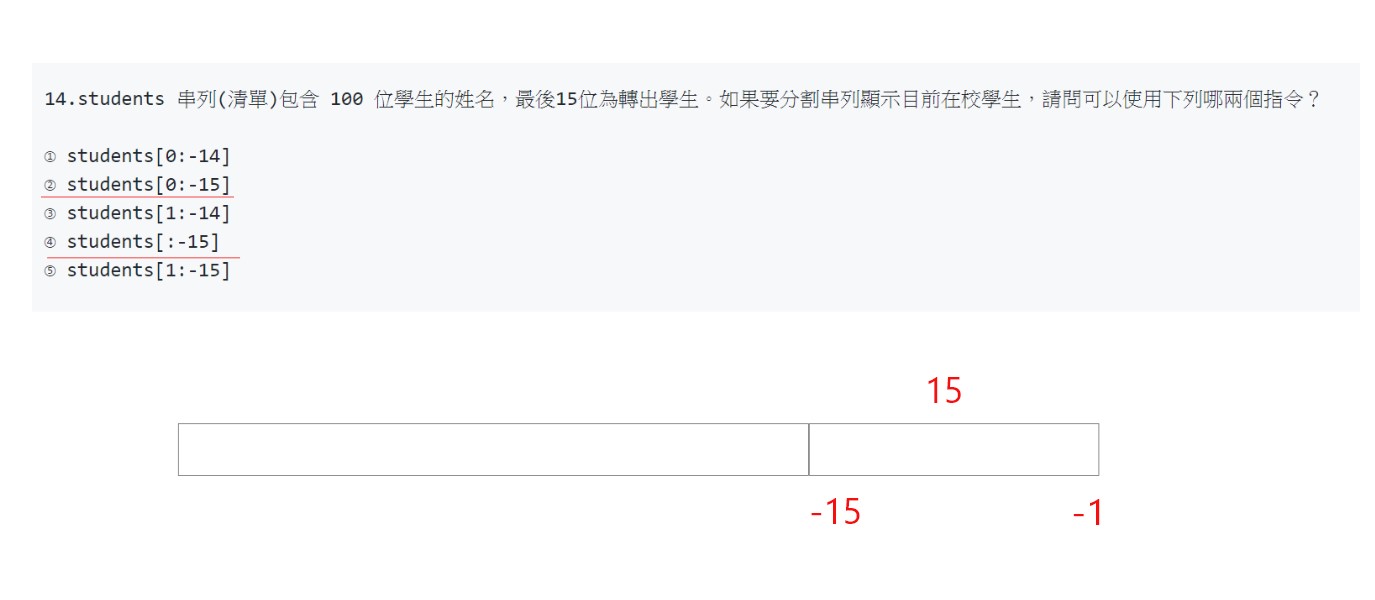 14.students 串列(清單)包含 100 位學生的姓名，最後15位為轉出學生。如果要分割串列顯示目前在校學生，請問可以使用下列哪兩個指令？
① students[0:-14]
② students[0:-15]
③ students[1:-14]
④ students[:-15]
⑤ students[1:-15]
15
-15 -1